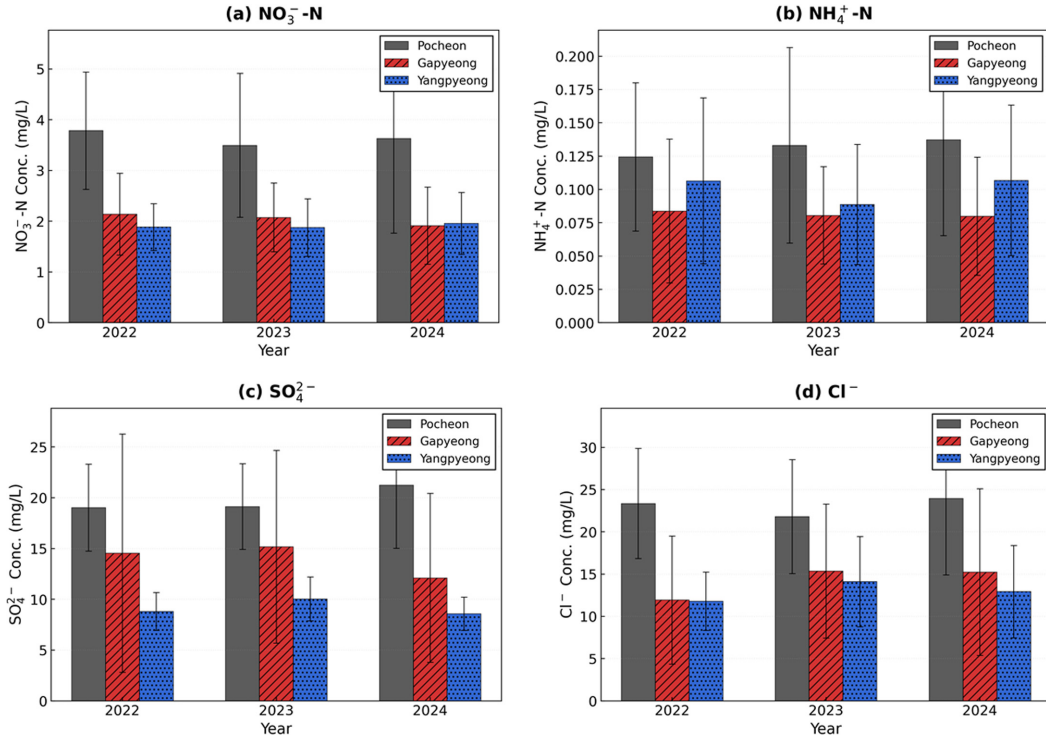 (a) NO₃⁻-N
NO₃⁻-N Conc. (mg/L)
5
4
3
2
1
0
Pocheon
Gapyeong
Yangpyeong
2022
2023
2024
Year
(b) NH₄⁺-N
NH₄⁺-N Conc. (mg/L)
0.200
0.175
0.150
0.125
0.100
0.075
0.050
0.025
0.000
Pocheon
Gapyeong
Yangpyeong
2022
2023
2024
Year
(c) SO₄²⁻
SO₄²⁻ Conc. (mg/L)
25
20
15
10
5
0
Pocheon
Gapyeong
Yangpyeong
2022
2023
2024
Year
(d) Cl⁻
Cl⁻ Conc. (mg/L)
30
25
20
15
10
5
0
Pocheon
Gapyeong
Yangpyeong
2022
2023
2024
Year